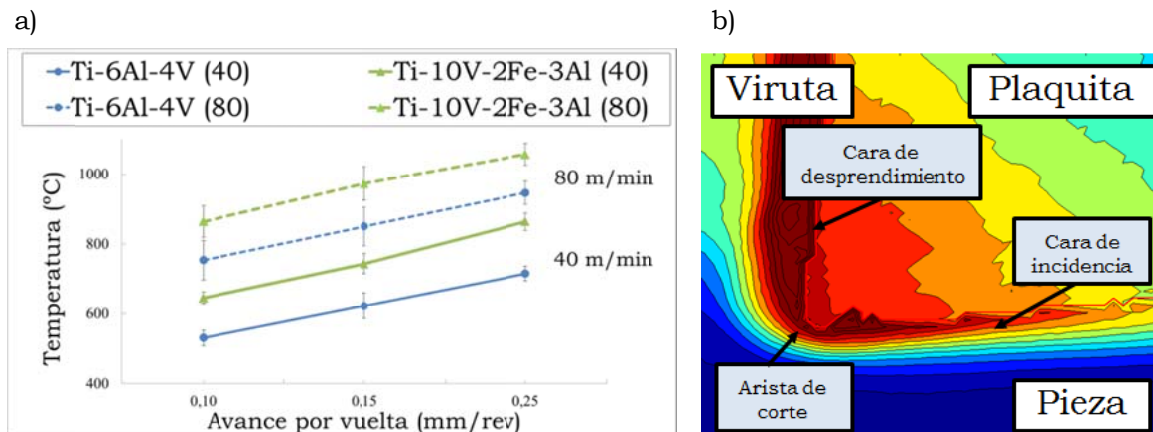 a)
b)
Ti-6Al-4V (40)
Ti-10V-2Fe-3Al (40)
Ti-6Al-4V (80)
Ti-10V-2Fe-3Al (80)
Temperatura (ºC)
1000
800
600
400
80 m/min
40 m/min
0,10
0,15
0,25
Avance por vuelta (mm/rev)
Viruta
Plaquita
Cara de
desprendimiento
Cara de
incidencia
Arista de
corte
Pieza